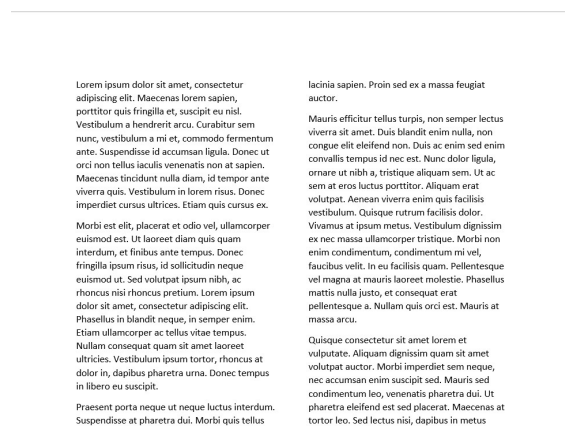 Lorem ipsum dolor sit amet, consectetur
adipiscing elit. Maecenas lorem sapien,
porttitor quis fringilla et, suscipit eu nisl.
Vestibulum a hendrerit arcu. Curabitur sem
nunc, vestibulum a mi et, commodo fermentum
ante. Suspendisse id accumsan ligula. Donec ut
orci non tellus iaculis venenatis non at sapien.
Maecenas tincidunt nulla diam, id tempor ante
viverra quis. Vestibulum in lorem risus. Donec
imperdiet cursus ultrices. Etiam quis cursus ex.
Morbi est elit, placerat et odio vel, ullamcorper
euismod est. Ut laoreet diam quis quam
interdum, et finibus ante tempus. Donec
fringilla ipsum risus, id sollicitudin neque
euismod ut. Sed volutpat ipsum nibh, ac
rhoncus nisi rhoncus pretium. Lorem ipsum
dolor sit amet, consectetur adipiscing elit.
Phasellus in blandit neque, in semper enim.
Etiam ullamcorper ac tellus vitae tempus.
Nullam consequat quam sit amet laoreet
ultricies. Vestibulum ipsum tortor, rhoncus at
dolor in, dapibus pharetra urna. Donec tempus
in libero eu suscipit.
Praesent porta neque ut neque luctus interdum.
Suspendisse at pharetra dui. Morbi quis tellus
lacinia sapien. Proin sed ex a massa feugiat
auctor.
Mauris efficitur tellus turpis, non semper lectus
viverra sit amet. Duis blandit enim nulla, non
congue elit eleifend non. Duis ac enim sed enim
convallis tempus id nec est. Nunc dolor ligula,
ornare ut nibh a, tristique aliquam sem. Ut ac
sem at eros luctus porttitor. Aliquam erat
volutpat. Aenean viverra enim quis facilisis
vestibulum. Quisque rutrum facilisis dolor.
Vivamus at ipsum metus. Vestibulum dignissim
ex nec massa ullamcorper tristique. Morbi non
enim condimentum, condimentum mi vel,
faucibus velit. In eu facilisis quam. Pellentesque
vel magna at mauris laoreet molestie. Phasellus
mattis nulla justo, et consequat erat
pellentesque a. Nullam quis orci est. Mauris at
massa arcu.
Quisque consectetur sit amet lorem et
vulputate. Aliquam dignissim quam sit amet
volutpat auctor. Morbi imperdiet sem neque,
nec accumsan enim suscipit sed. Mauris sed
condimentum leo, venenatis pharetra dui. Ut
pharetra eleifend est sed placerat. Maecenas at
tortor leo. Sed lectus nisi, dapibus in metus